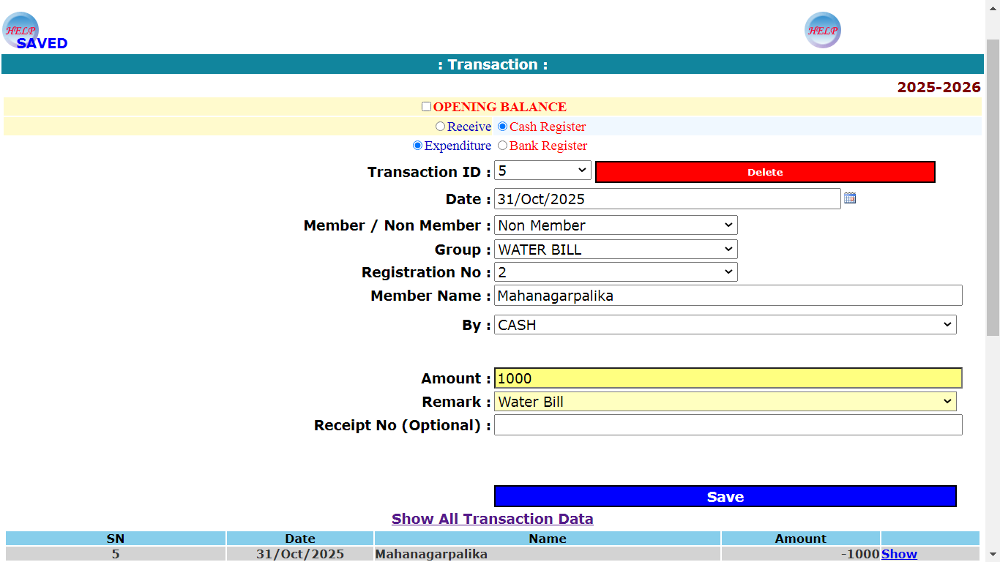 HELP
SAVED
HELP
: Transaction :
2025-2026
OPENING BALANCE
Receive Cash Register
Expenditure Bank Register
Transaction ID : 5 Delete
Date : 31/Oct/2025
Member / Non Member : Non Member
Group : WATER BILL
Registration No : 2
Member Name : Mahanagarpalika
By : CASH
Amount : 1000
Remark : Water Bill
Receipt No (Optional) :
Save
Show All Transaction Data
SN Date Name Amount
5 31/Oct/2025 Mahanagarpalika -1000 Show